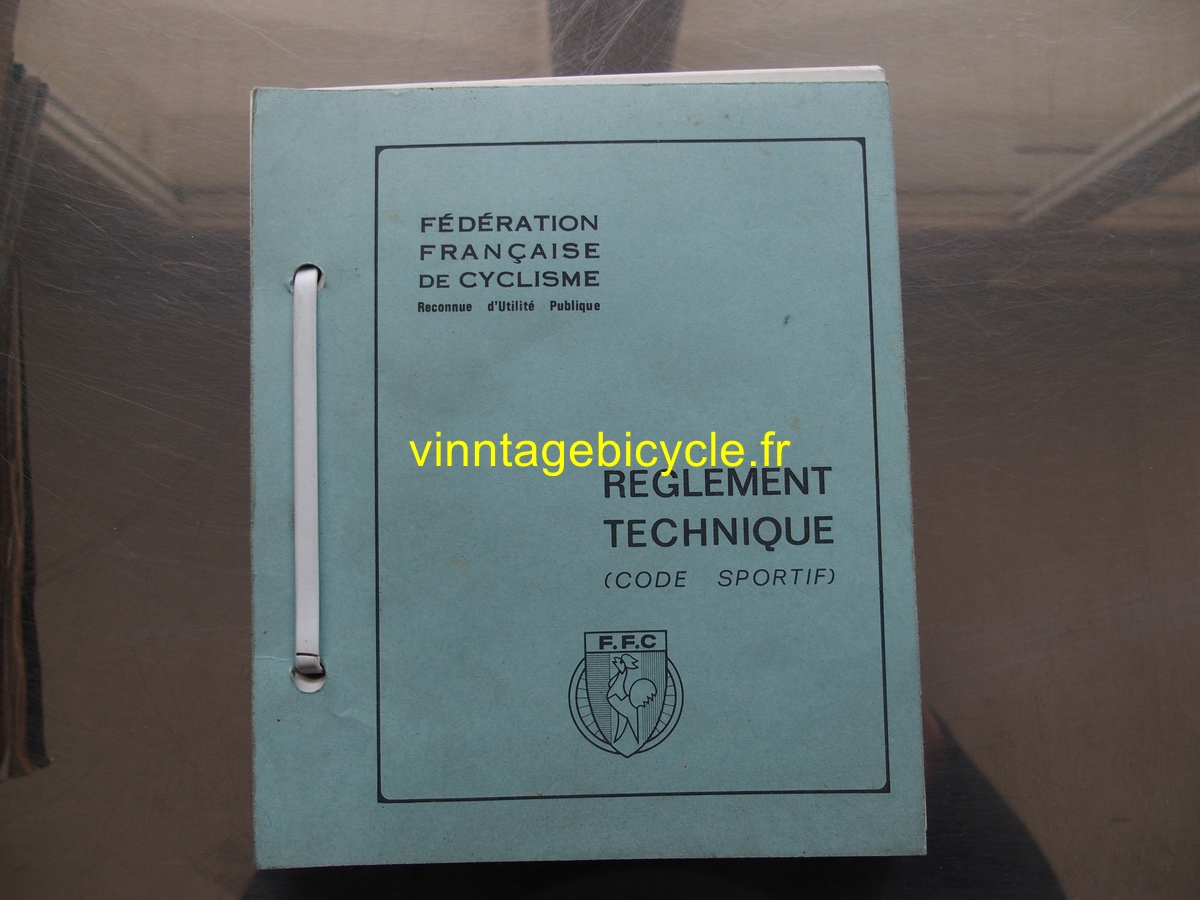 FÉDÉRATION
FRANÇAISE
DE CYCLISME
Reconnue d'Utilité Publique
vinntagebicycle.fr
REGLEMENT
TECHNIQUE
(CODE SPORTIF)
F.F.C